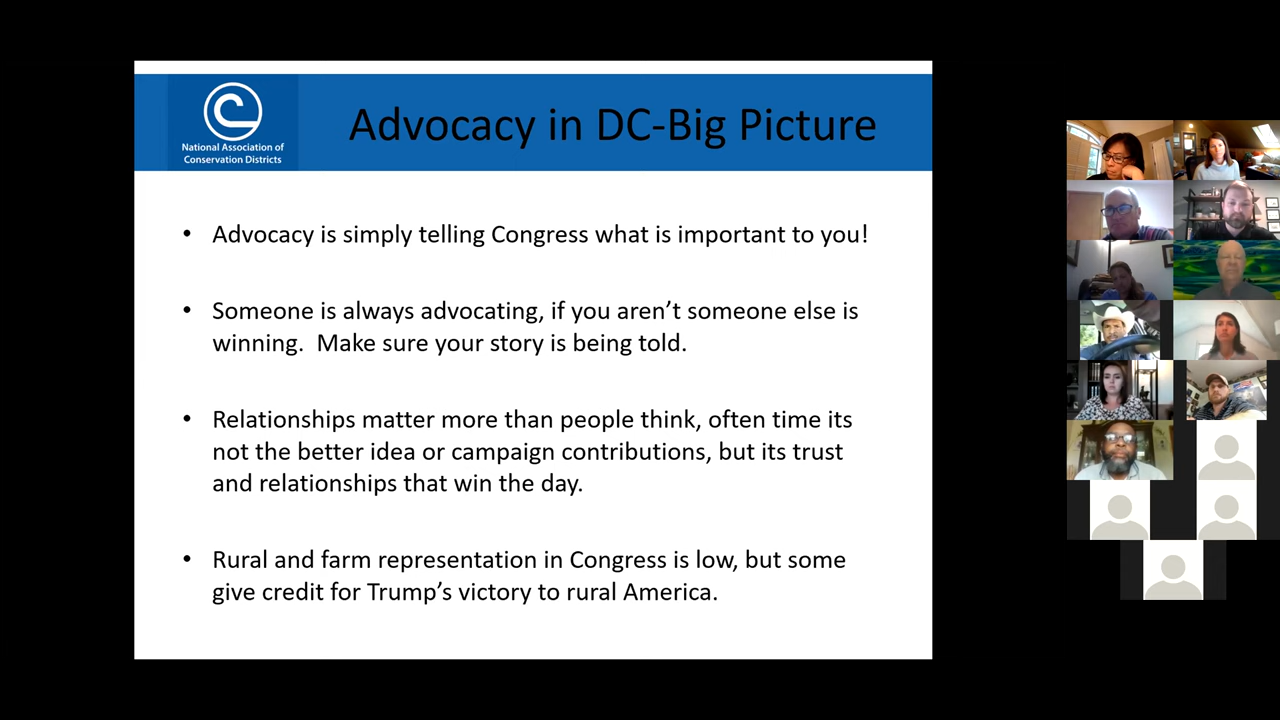 Advocacy in DC-Big Picture
National Association of
Conservation Districts
• Advocacy is simply telling Congress what is important to you!
• Someone is always advocating, if you aren’t someone else is
winning.  Make sure your story is being told.
• Relationships matter more than people think, often time its
not the better idea or campaign contributions, but its trust
and relationships that win the day.
• Rural and farm representation in Congress is low, but some
give credit for Trump’s victory to rural America.